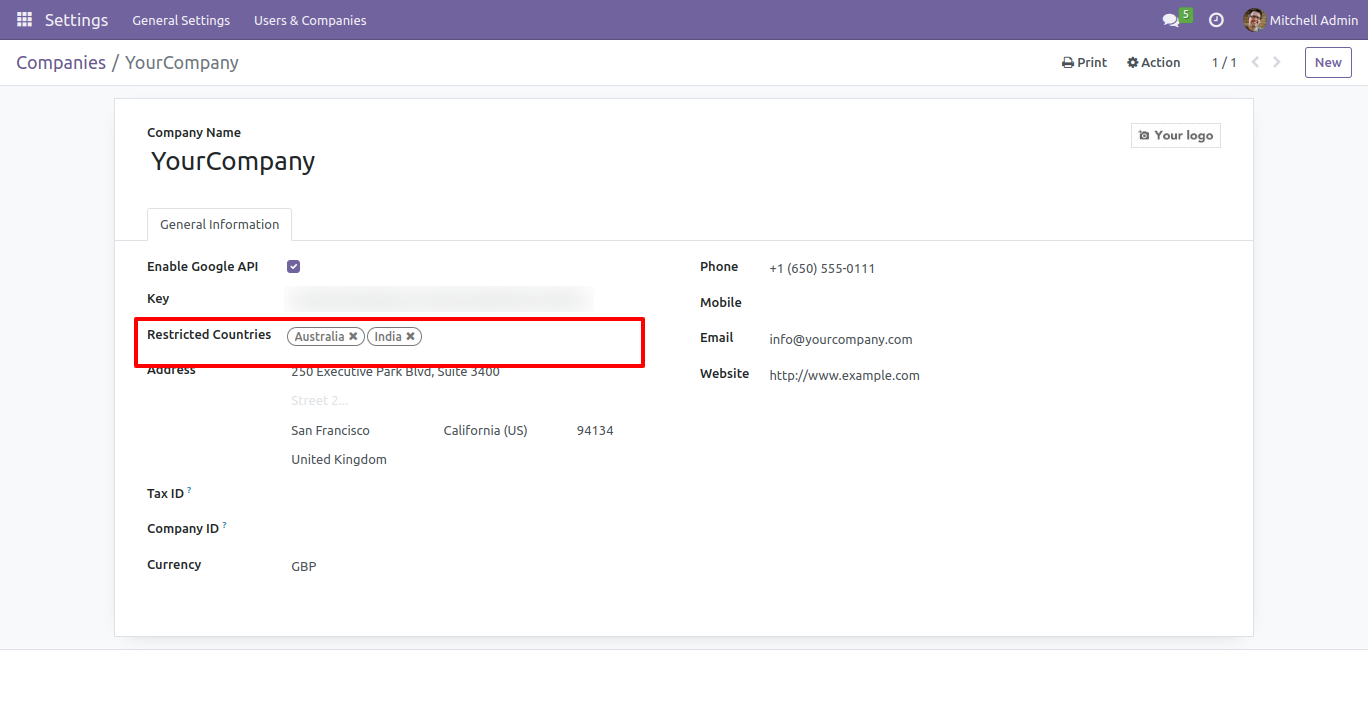 Settings General Settings Users & Companies 5 Mitchell Admin
Companies / YourCompany Print Action 1 / 1 New
Company Name
Your logo
YourCompany
General Information
Enable Google API
Phone +1 (650) 555-0111
Key
Mobile
Restricted Countries Australia ✖ India ✖
Email info@yourcompany.com
Address 250 Executive Park Blvd, Suite 3400
Website http://www.example.com
Street 2...
San Francisco California (US) 94134
United Kingdom
Tax ID ?
Company ID ?
Currency GBP